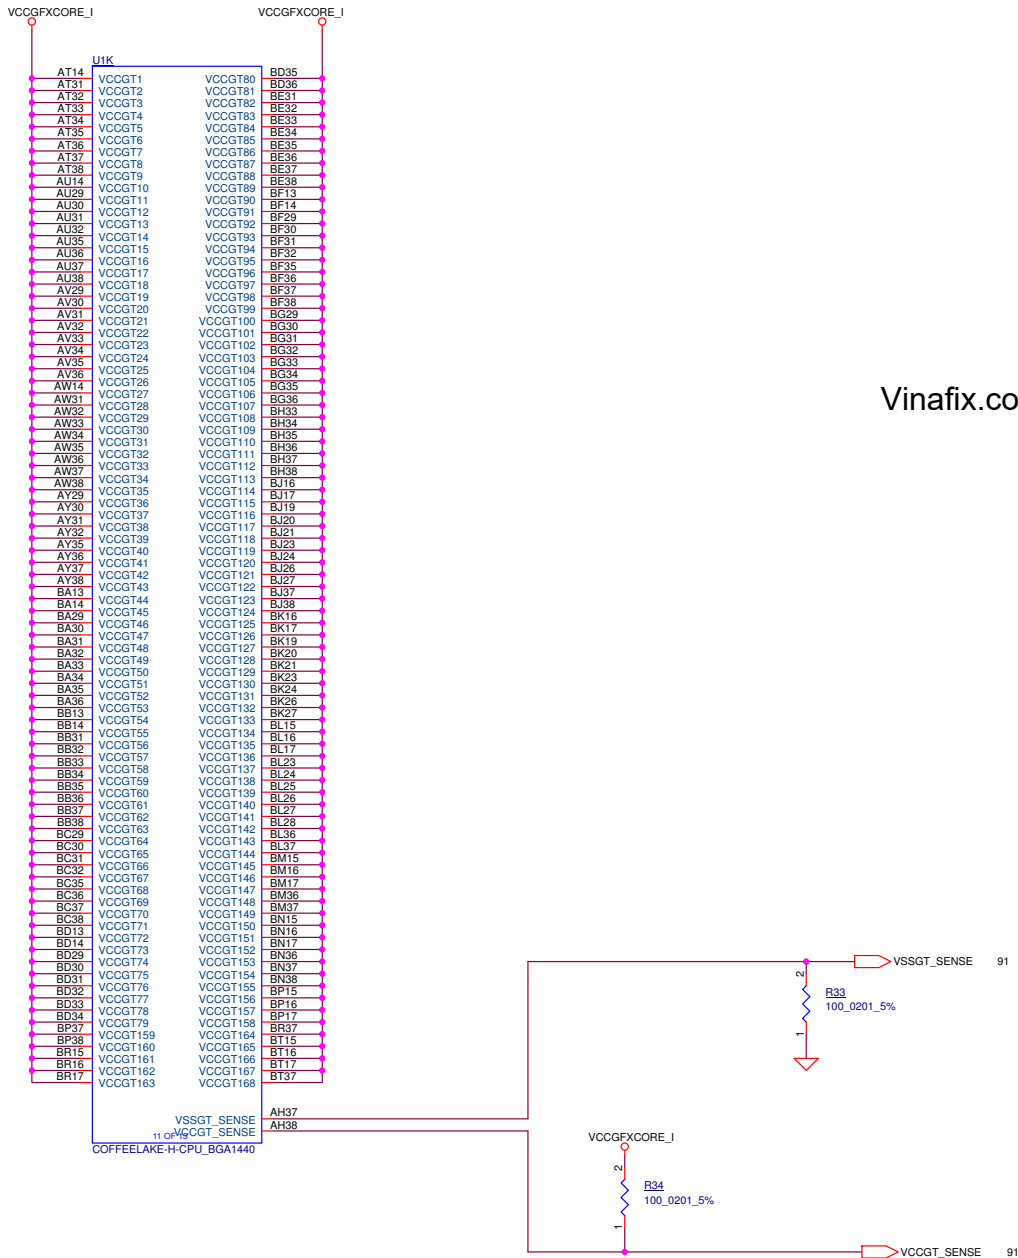 VCCGFXCORE_I VCCGFXCORE_I
U1K
AT14 VCCGT1 VCCGT80 BD35
AT31 VCCGT2 VCCGT81 BD36
AT32 VCCGT3 VCCGT82 BE31
AT33 VCCGT4 VCCGT83 BE32
AT34 VCCGT5 VCCGT84 BE33
AT35 VCCGT6 VCCGT85 BE34
AT36 VCCGT7 VCCGT86 BE35
AT37 VCCGT8 VCCGT87 BE36
AT38 VCCGT9 VCCGT88 BE37
AU14 VCCGT10 VCCGT89 BE38
AU29 VCCGT11 VCCGT90 BF13
AU30 VCCGT12 VCCGT91 BF14
AU31 VCCGT13 VCCGT92 BF29
AU32 VCCGT14 VCCGT93 BF30
AU35 VCCGT15 VCCGT94 BF31
AU36 VCCGT16 VCCGT95 BF32
AU37 VCCGT17 VCCGT96 BF35
AU38 VCCGT18 VCCGT97 BF36
AV29 VCCGT19 VCCGT98 BF37
AV30 VCCGT20 VCCGT99 BF38
AV31 VCCGT21 VCCGT100 BG29
AV32 VCCGT22 VCCGT101 BG30
AV33 VCCGT23 VCCGT102 BG31
AV34 VCCGT24 VCCGT103 BG32
AV35 VCCGT25 VCCGT104 BG33
AV36 VCCGT26 VCCGT105 BG34
AW14 VCCGT27 VCCGT106 BG35
AW31 VCCGT28 VCCGT107 BG36
AW32 VCCGT29 VCCGT108 BH33
AW33 VCCGT30 VCCGT109 BH34
AW34 VCCGT31 VCCGT110 BH35
AW35 VCCGT32 VCCGT111 BH36
AW36 VCCGT33 VCCGT112 BH37
AW37 VCCGT34 VCCGT113 BH38
AW38 VCCGT35 VCCGT114 BJ16
AY29 VCCGT36 VCCGT115 BJ17
AY30 VCCGT37 VCCGT116 BJ19
AY31 VCCGT38 VCCGT117 BJ20
AY32 VCCGT39 VCCGT118 BJ21
AY35 VCCGT40 VCCGT119 BJ23
AY36 VCCGT41 VCCGT120 BJ24
AY37 VCCGT42 VCCGT121 BJ26
AY38 VCCGT43 VCCGT122 BJ27
BA13 VCCGT44 VCCGT123 BJ37
BA14 VCCGT45 VCCGT124 BJ38
BA29 VCCGT46 VCCGT125 BK16
BA30 VCCGT47 VCCGT126 BK17
BA31 VCCGT48 VCCGT127 BK19
BA32 VCCGT49 VCCGT128 BK20
BA33 VCCGT50 VCCGT129 BK21
BA34 VCCGT51 VCCGT130 BK23
BA35 VCCGT52 VCCGT131 BK24
BA36 VCCGT53 VCCGT132 BK26
BB13 VCCGT54 VCCGT133 BK27
BB14 VCCGT55 VCCGT134 BL15
BB31 VCCGT56 VCCGT135 BL16
BB32 VCCGT57 VCCGT136 BL17
BB33 VCCGT58 VCCGT137 BL23
BB34 VCCGT59 VCCGT138 BL24
BB35 VCCGT60 VCCGT139 BL25
BB36 VCCGT61 VCCGT140 BL26
BB37 VCCGT62 VCCGT141 BL27
BB38 VCCGT63 VCCGT142 BL28
BC29 VCCGT64 VCCGT143 BL36
BC30 VCCGT65 VCCGT144 BL37
BC31 VCCGT66 VCCGT145 BM15
BC32 VCCGT67 VCCGT146 BM16
BC35 VCCGT68 VCCGT147 BM17
BC36 VCCGT69 VCCGT148 BM36
BC37 VCCGT70 VCCGT149 BM37
BC38 VCCGT71 VCCGT150 BN15
BD13 VCCGT72 VCCGT151 BN16
BD14 VCCGT73 VCCGT152 BN17
BD29 VCCGT74 VCCGT153 BN36
BD30 VCCGT75 VCCGT154 BN37
BD31 VCCGT76 VCCGT155 BN38
BD32 VCCGT77 VCCGT156 BP15
BD33 VCCGT78 VCCGT157 BP16
BD34 VCCGT79 VCCGT158 BP17
BP37 VCCGT159 VCCGT164 BR37
BP38 VCCGT160 VCCGT165 BT15
BR15 VCCGT161 VCCGT166 BT16
BR16 VCCGT162 VCCGT167 BT17
BR17 VCCGT163 VCCGT168 BT37
VSSGT_SENSE AH37
11 OF VCCGT_SENSE AH38
COFFEELAKE-H-CPU_BGA1440
Vinafix.co
VSSGT_SENSE 91
2
R33
100_0201_5%
1
VCCGFXCORE_I
2
R34
100_0201_5%
1
VCCGT_SENSE 91